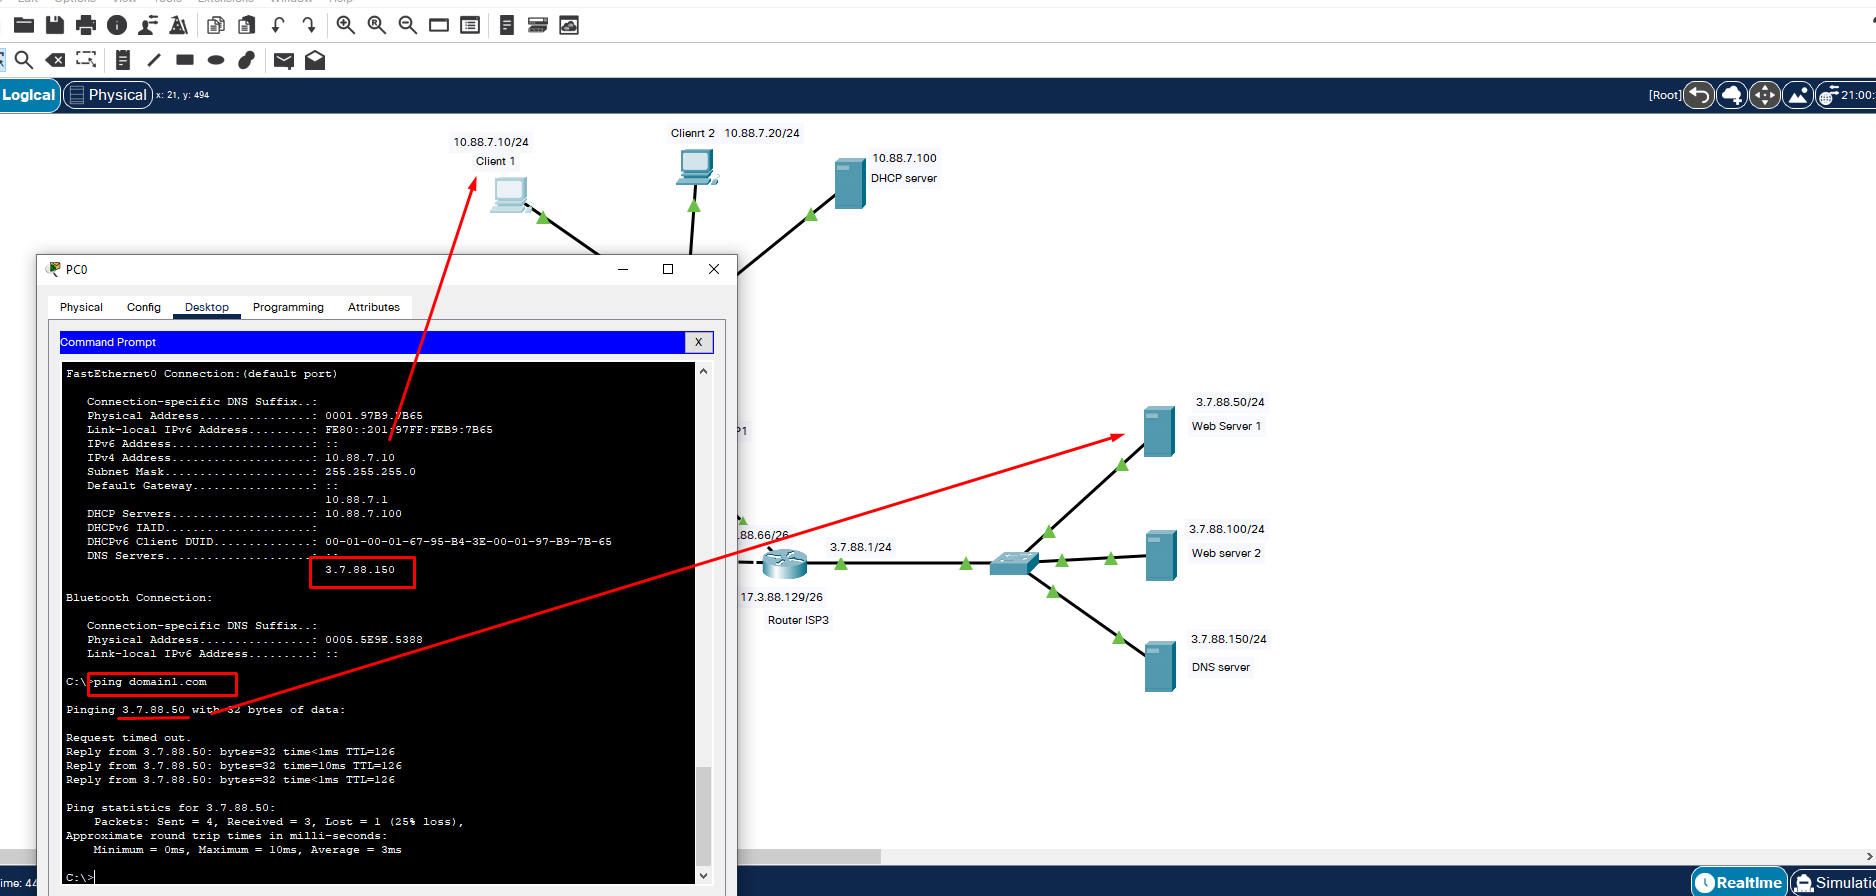 Logical
Physical
x: 21, y: 494
[Root]
21:00:
10.88.7.10/24
Client 1
Clienrt 2 10.88.7.20/24
10.88.7.100
DHCP server
PC0
Physical Config Desktop Programming Attributes
Command Prompt
X
FastEthernet0 Connection:(default port)
Connection-specific DNS Suffix..:
Physical Address................: 0001.97B9.7B65
Link-local IPv6 Address.........: FE80::201:97FF:FEB9:7B65
IPv6 Address....................: ::
IPv4 Address....................: 10.88.7.10
Subnet Mask.....................: 255.255.255.0
Default Gateway.................: ::
10.88.7.1
DHCP Servers....................: 10.88.7.100
DHCPv6 IAID.....................:
DHCPv6 Client DUID..............: 00-01-00-01-67-95-B4-3E-00-01-97-B9-7B-65
DNS Servers.....................: ::
3.7.88.150
Bluetooth Connection:
Connection-specific DNS Suffix..:
Physical Address................: 0005.5E9E.5388
Link-local IPv6 Address.........: ::
C:\>ping domain1.com
Pinging 3.7.88.50 with 32 bytes of data:
Request timed out.
Reply from 3.7.88.50: bytes=32 time<1ms TTL=126
Reply from 3.7.88.50: bytes=32 time=10ms TTL=126
Reply from 3.7.88.50: bytes=32 time<1ms TTL=126
Ping statistics for 3.7.88.50:
Packets: Sent = 4, Received = 3, Lost = 1 (25% loss),
Approximate round trip times in milli-seconds:
Minimum = 0ms, Maximum = 10ms, Average = 3ms
C:\>
P1
.88.66/26
3.7.88.1/24
17.3.88.129/26
Router ISP3
3.7.88.50/24
Web Server 1
3.7.88.100/24
Web server 2
3.7.88.150/24
DNS server
ime: 44
Realtime
Simulatio